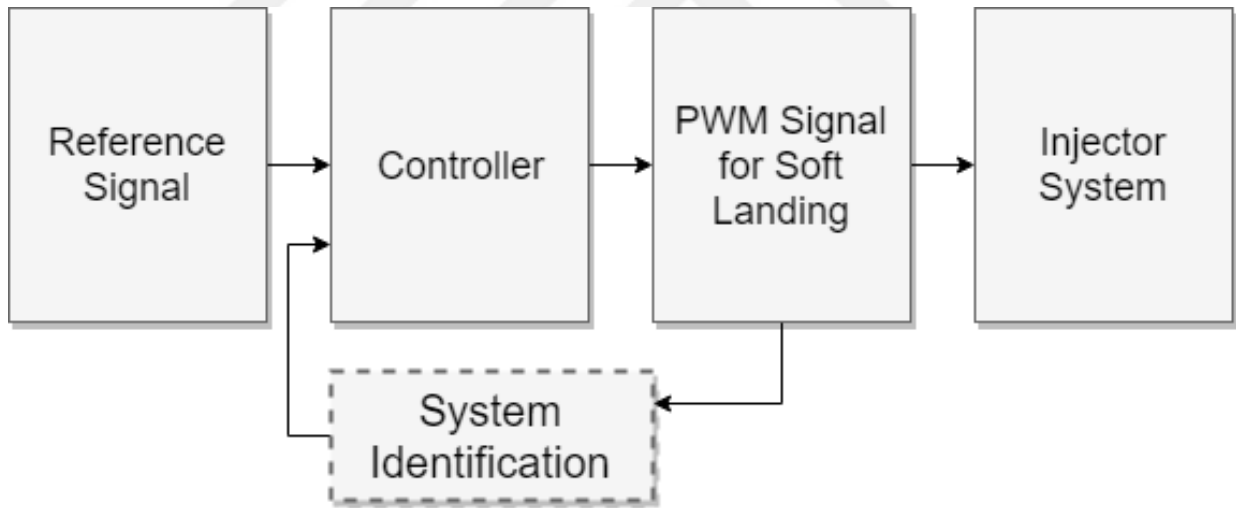 Reference
Signal
Controller
PWM Signal
for Soft
Landing
Injector
System
System
Identification